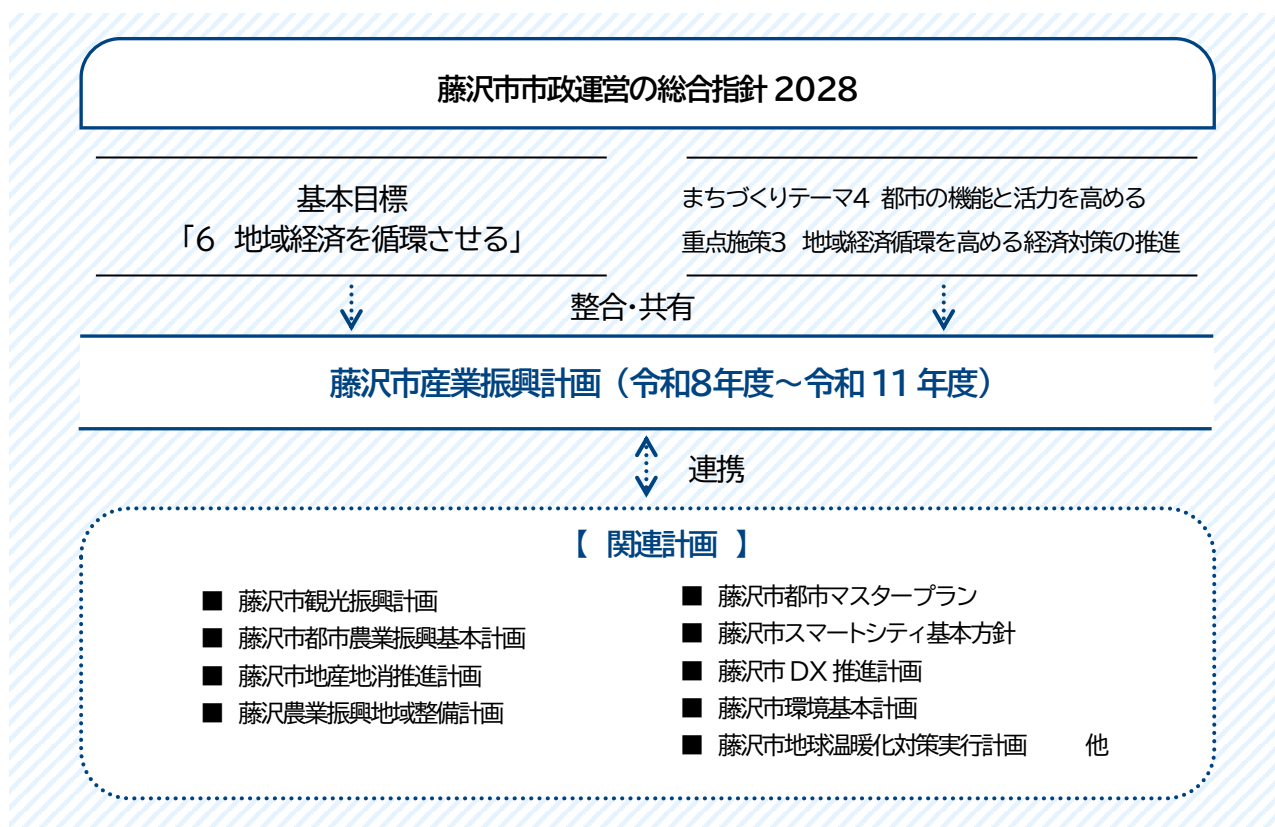 藤沢市市政運営の総合指針 2028
基本目標
「6 地域経済を循環させる」
まちづくりテーマ4 都市の機能と活力を高める
重点施策3 地域経済循環を高める経済対策の推進
整合・共有
藤沢市産業振興計画（令和8年度～令和 11 年度）
連携
【 関連計画 】
■ 藤沢市観光振興計画
■ 藤沢市都市農業振興基本計画
■ 藤沢市地産地消推進計画
■ 藤沢農業振興地域整備計画
■ 藤沢市都市マスタープラン
■ 藤沢市スマートシティ基本方針
■ 藤沢市 DX 推進計画
■ 藤沢市環境基本計画
■ 藤沢市地球温暖化対策実行計画 他